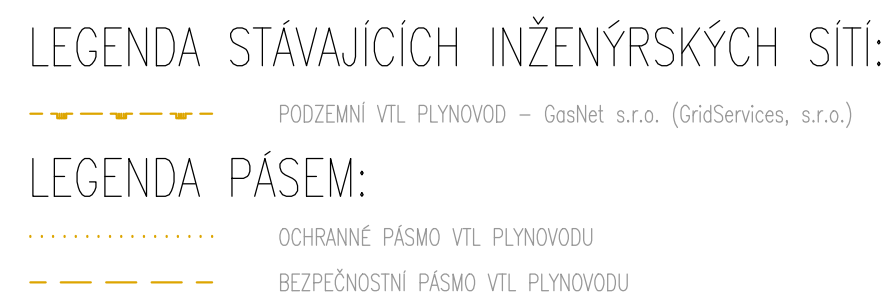 LEGENDA STÁVAJÍCÍCH INŽENÝRSKÝCH SÍTÍ:
PODZEMNÍ VTL PLYNOVOD – GasNet s.r.o. (GridServices, s.r.o.)
LEGENDA PÁSEM:
OCHRANNÉ PÁSMO VTL PLYNOVODU
BEZPEČNOSTNÍ PÁSMO VTL PLYNOVODU